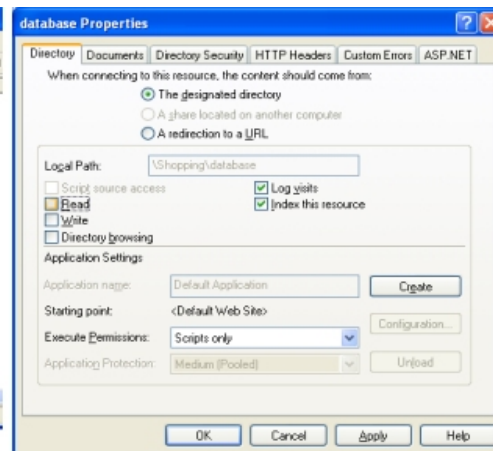 database Properties
Directory Documents Directory Security HTTP Headers Custom Errors ASP.NET
When connecting to this resource, the content should come from:
The designated directory
A share located on another computer
A redirection to a URL
Local Path: \Shopping\database
Script source access Log visits
Read Index this resource
Write
Directory browsing
Application Settings
Application name: Default Application Create
Starting point: <Default Web Site>
Configuration...
Execute Permissions: Scripts only
Application Protection: Medium (Pooled) Unload
OK Cancel Apply Help